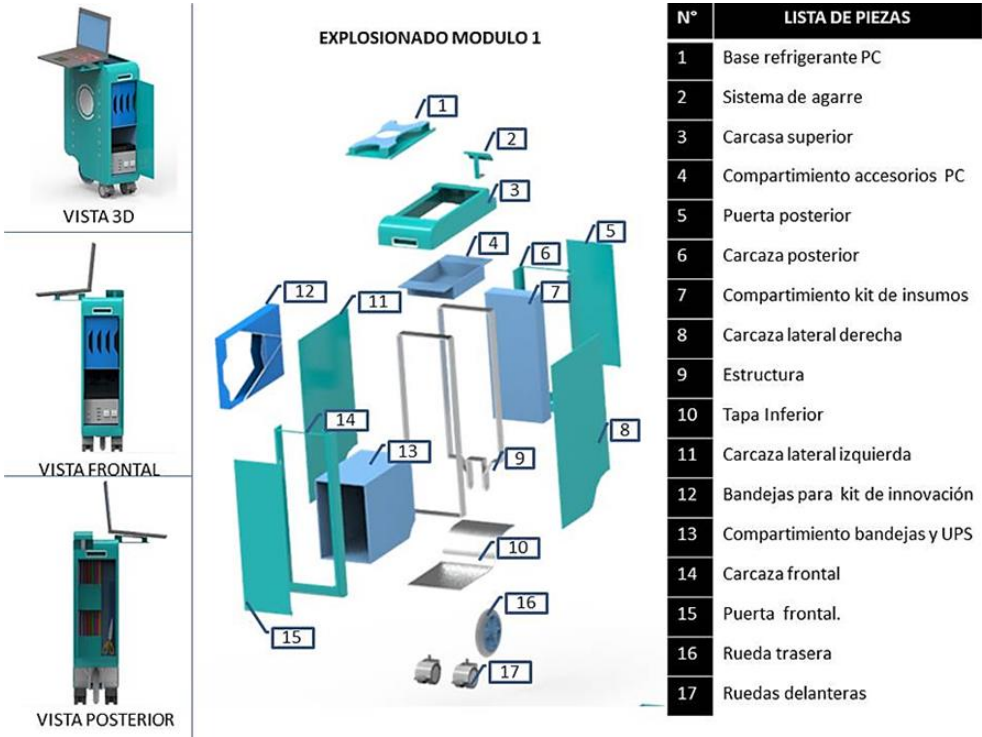 EXPLOSIONADO MODULO 1
VISTA 3D
VISTA FRONTAL
VISTA POSTERIOR
1
2
3
4
5
6
7
8
9
10
11
12
13
14
15
16
17
N° LISTA DE PIEZAS
1 Base refrigerante PC
2 Sistema de agarre
3 Carcasa superior
4 Compartimiento accesorios PC
5 Puerta posterior
6 Carcaza posterior
7 Compartimiento kit de insumos
8 Carcaza lateral derecha
9 Estructura
10 Tapa Inferior
11 Carcaza lateral izquierda
12 Bandejas para kit de innovación
13 Compartimiento bandejas y UPS
14 Carcaza frontal
15 Puerta frontal.
16 Rueda trasera
17 Ruedas delanteras